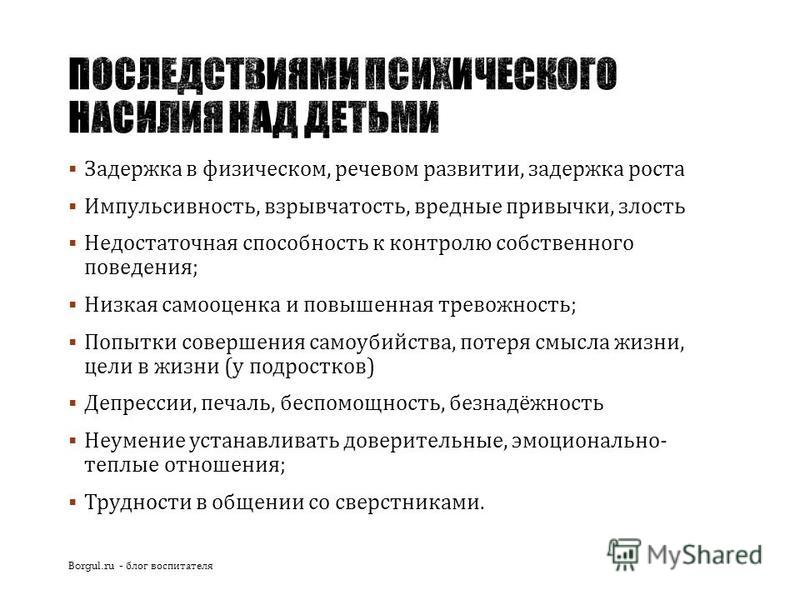 ПОСЛЕДСТВИЯМИ ПСИХИЧЕСКОГО
НАСИЛИЯ НАД ДЕТЬМИ
▪ Задержка в физическом, речевом развитии, задержка роста
▪ Импульсивность, взрывчатость, вредные привычки, злость
▪ Недостаточная способность к контролю собственного
поведения;
▪ Низкая самооценка и повышенная тревожность;
▪ Попытки совершения самоубийства, потеря смысла жизни,
цели в жизни (у подростков)
▪ Депрессии, печаль, беспомощность, безнадёжность
▪ Неумение устанавливать доверительные, эмоционально-
теплые отношения;
▪ Трудности в общении со сверстниками.
Borgul.ru - блог воспитателя
MyShared